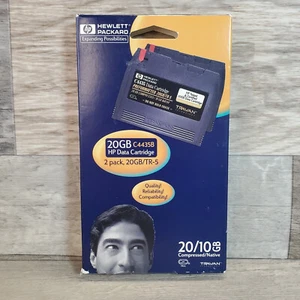 HEWLETT
PACKARD
Expanding Possibilities
20GB C4435B
HP Data Cartridge
2 pack, 20GB/TR-5
Quality!
Reliability!
Compatibility!
20/10 GB
Compressed/Native
TRAVAN